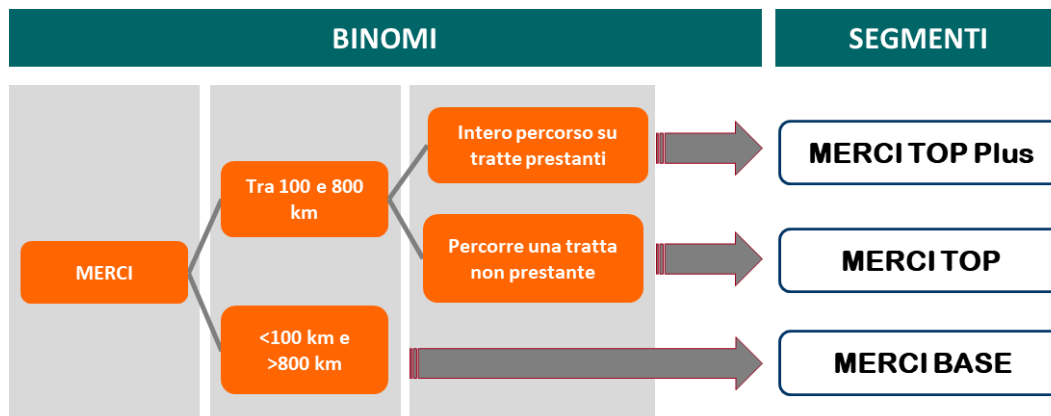 BINOMI
SEGMENTI
Intero percorso su
tratte prestanti
MERCI TOP Plus
Tra 100 e 800
km
Percorre una tratta
non prestante
MERCI TOP
MERCI
<100 km e
>800 km
MERCI BASE